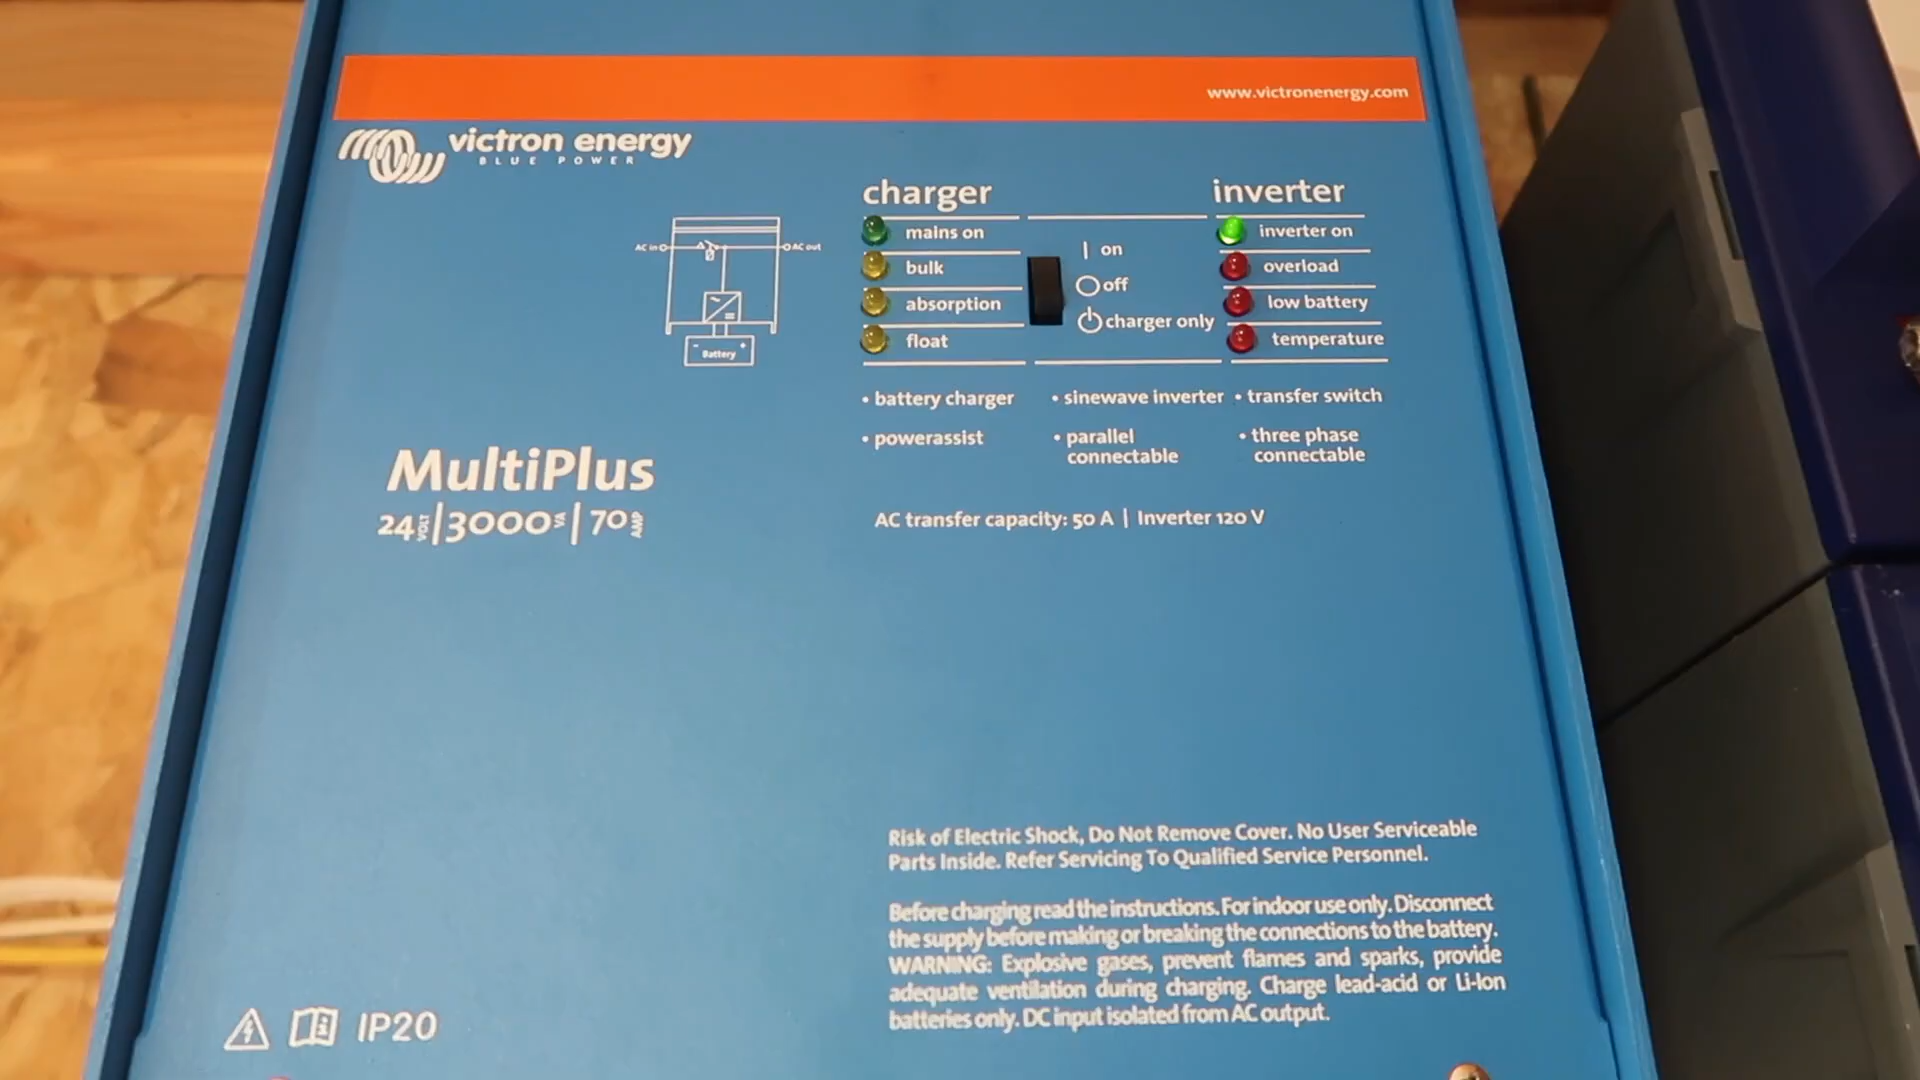 www.victronenergy.com
victron energy
BLUE POWER
charger
inverter
mains on
bulk
absorption
float
| on
off
charger only
inverter on
overload
low battery
temperature
AC in
AC out
Battery
• battery charger
• sinewave inverter
• transfer switch
• powerassist
• parallel
connectable
• three phase
connectable
MultiPlus
24 VOLT | 3000 VA | 70 AMP
AC transfer capacity: 50 A | Inverter 120 V
Risk of Electric Shock, Do Not Remove Cover. No User Serviceable
Parts Inside. Refer Servicing To Qualified Service Personnel.
Before charging read the instructions. For indoor use only. Disconnect
the supply before making or breaking the connections to the battery.
WARNING: Explosive gases, prevent flames and sparks, provide
adequate ventilation during charging. Charge lead-acid or Li-Ion
batteries only. DC input isolated from AC output.
IP20